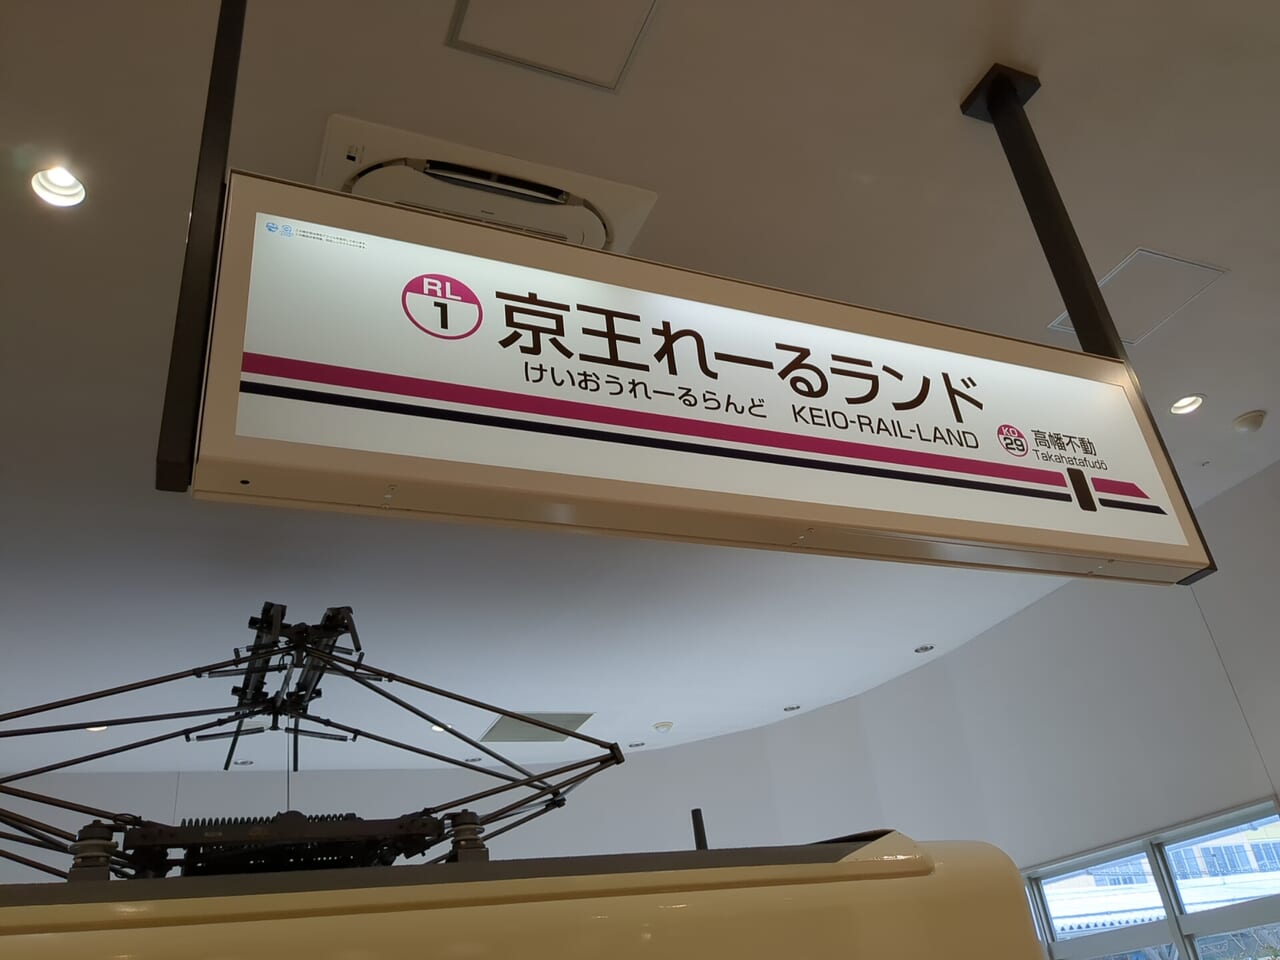 RL
1
京王れーるランド
けいおうれーるらんど KEIO-RAIL-LAND
KO
29
高幡不動
Takahatafudō